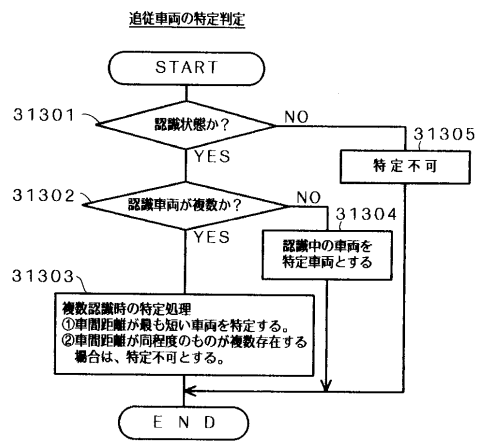 追従車両の特定判定
START
31301
認識状態か？
NO
YES
31305
特定不可
31302
認識車両が複数か？
NO
YES
31304
認識中の車両を
特定車両とする
31303
複数認識時の特定処理
①車間距離が最も短い車両を特定する。
②車間距離が同程度のものが複数存在する
場合は、特定不可とする。
END